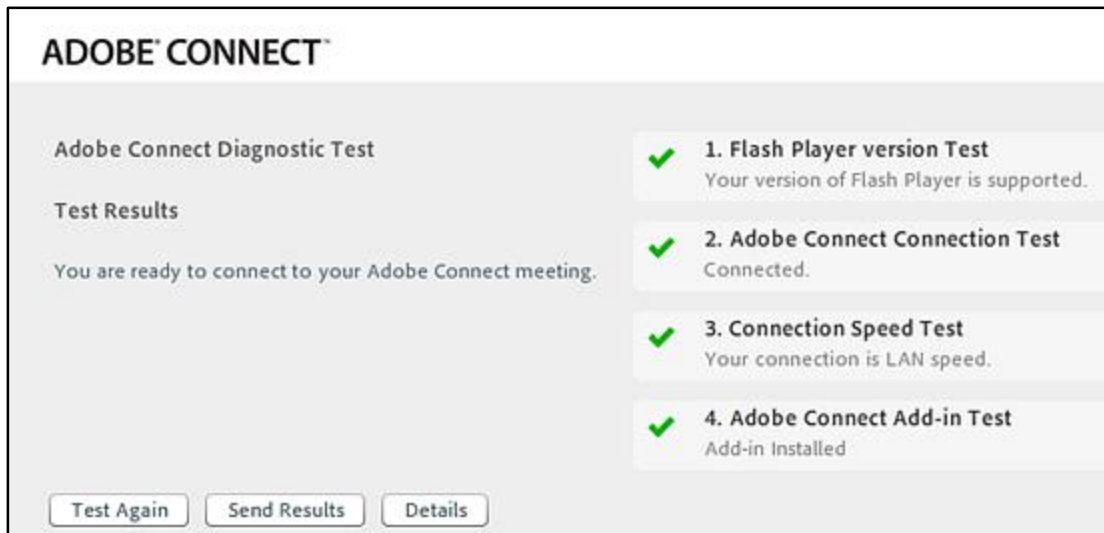 ADOBE® CONNECT™
Adobe Connect Diagnostic Test
Test Results
You are ready to connect to your Adobe Connect meeting.
1. Flash Player version Test
Your version of Flash Player is supported.
2. Adobe Connect Connection Test
Connected.
3. Connection Speed Test
Your connection is LAN speed.
4. Adobe Connect Add-in Test
Add-in Installed
Test Again
Send Results
Details